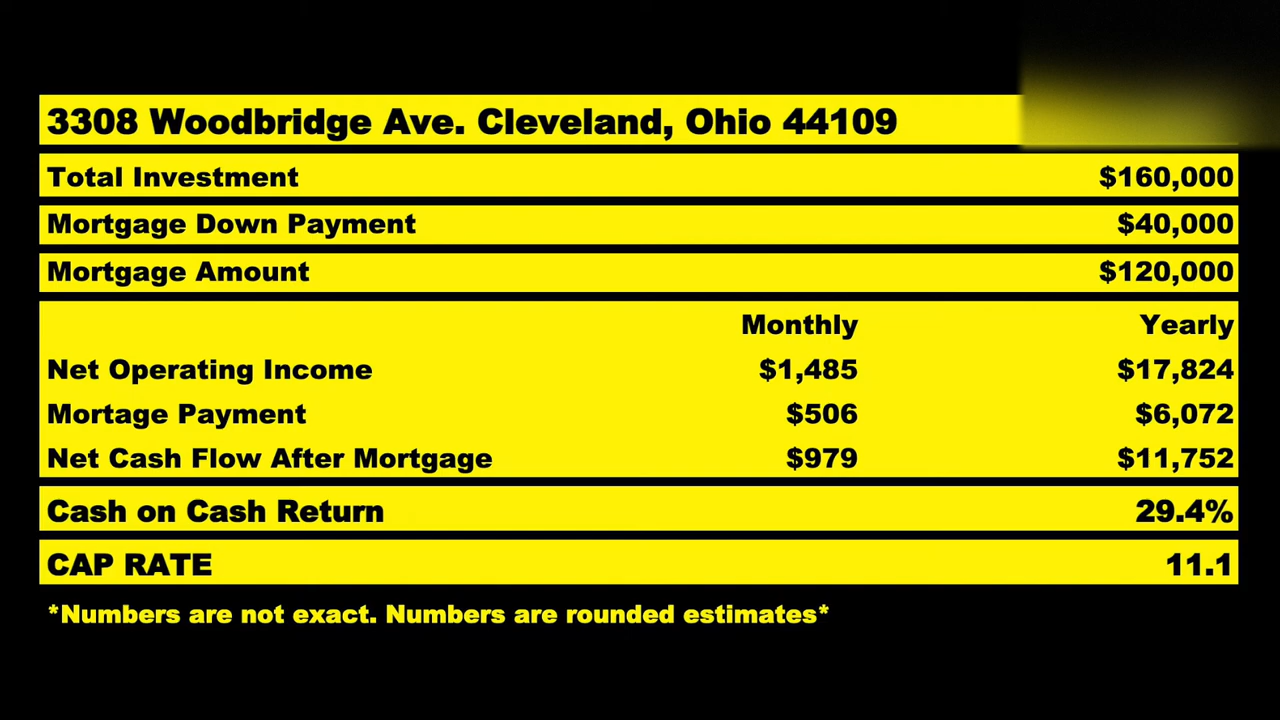 3308 Woodbridge Ave. Cleveland, Ohio 44109
Total Investment $160,000
Mortgage Down Payment $40,000
Mortgage Amount $120,000
Monthly Yearly
Net Operating Income $1,485 $17,824
Mortage Payment $506 $6,072
Net Cash Flow After Mortgage $979 $11,752
Cash on Cash Return 29.4%
CAP RATE 11.1
*Numbers are not exact. Numbers are rounded estimates*